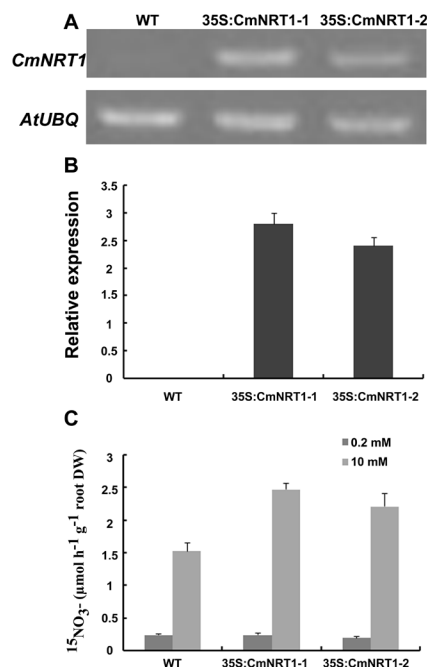 A
WT 35S:CmNRT1-1 35S:CmNRT1-2
CmNRT1
AtUBQ
B
Relative expression
3.5
3
2.5
2
1.5
1
0.5
0
WT 35S:CmNRT1-1 35S:CmNRT1-2
C
¹⁵NO₃- (µmol h⁻¹ g⁻¹ root DW)
0.2 mM
10 mM
3
2.5
2
1.5
1
0.5
0
WT 35S:CmNRT1-1 35S:CmNRT1-2